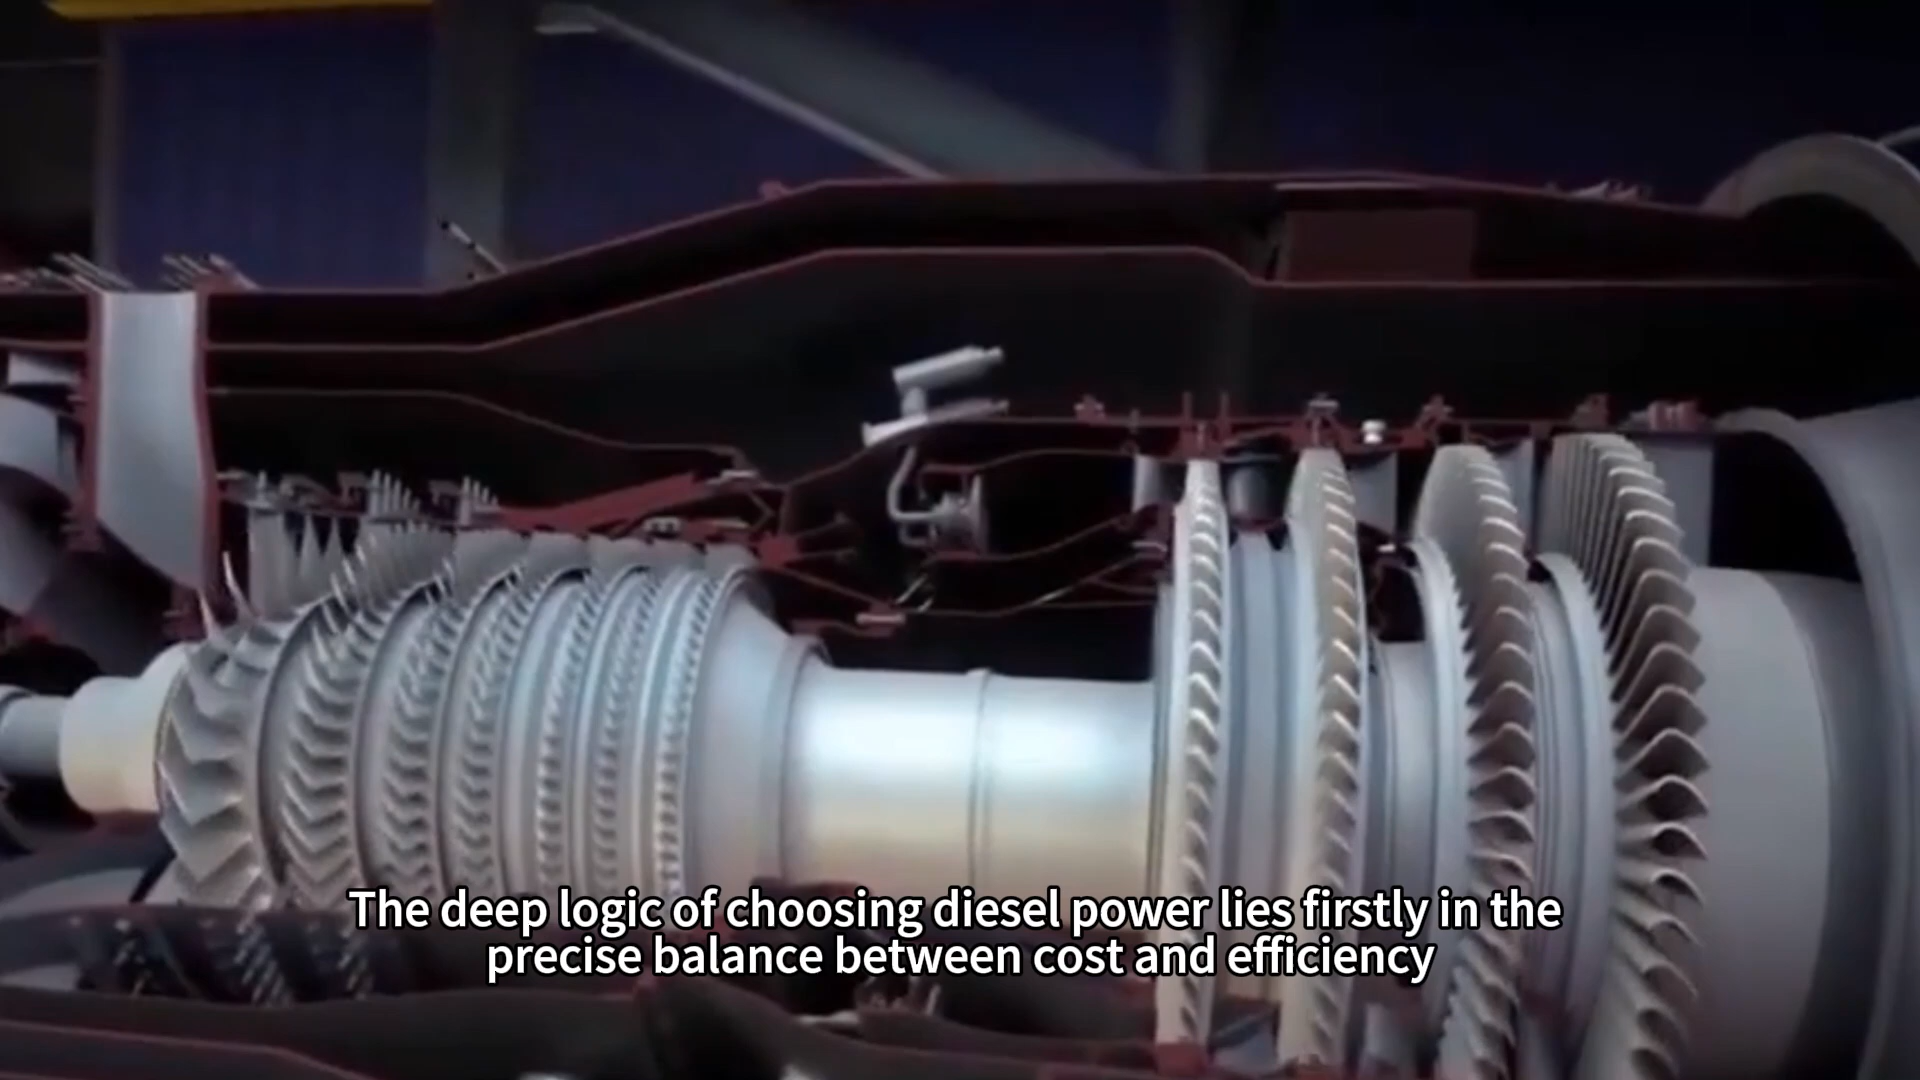 The deep logic of choosing diesel power lies firstly in the
precise balance between cost and efficiency